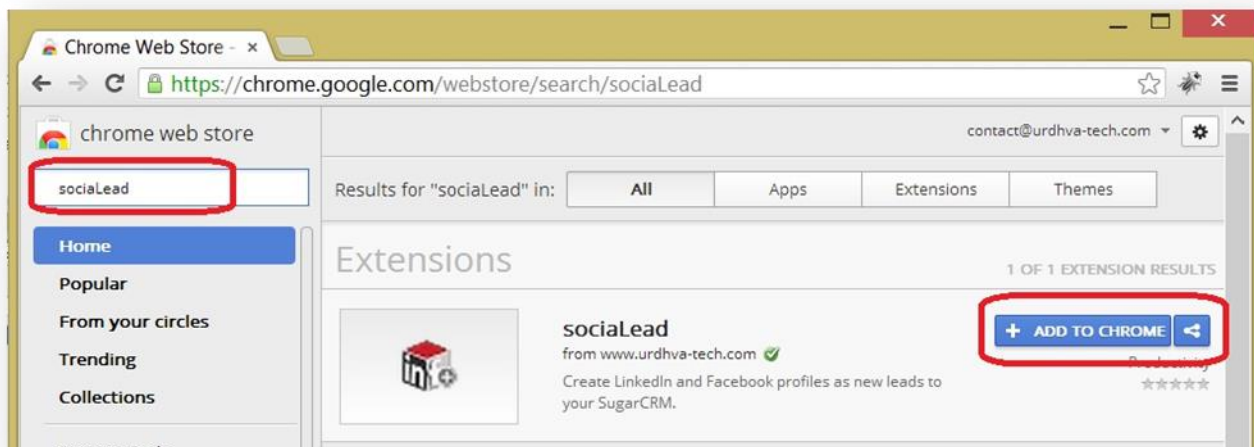 Chrome Web Store -
https://chrome.google.com/webstore/search/sociaLead
chrome web store
contact@urdhva-tech.com
sociaLead
Results for "sociaLead" in:
All
Apps
Extensions
Themes
Home
Popular
From your circles
Trending
Collections
Extensions
1 OF 1 EXTENSION RESULTS
sociaLead
from www.urdhva-tech.com
Create LinkedIn and Facebook profiles as new leads to
your SugarCRM.
in
+ ADD TO CHROME
Productivity